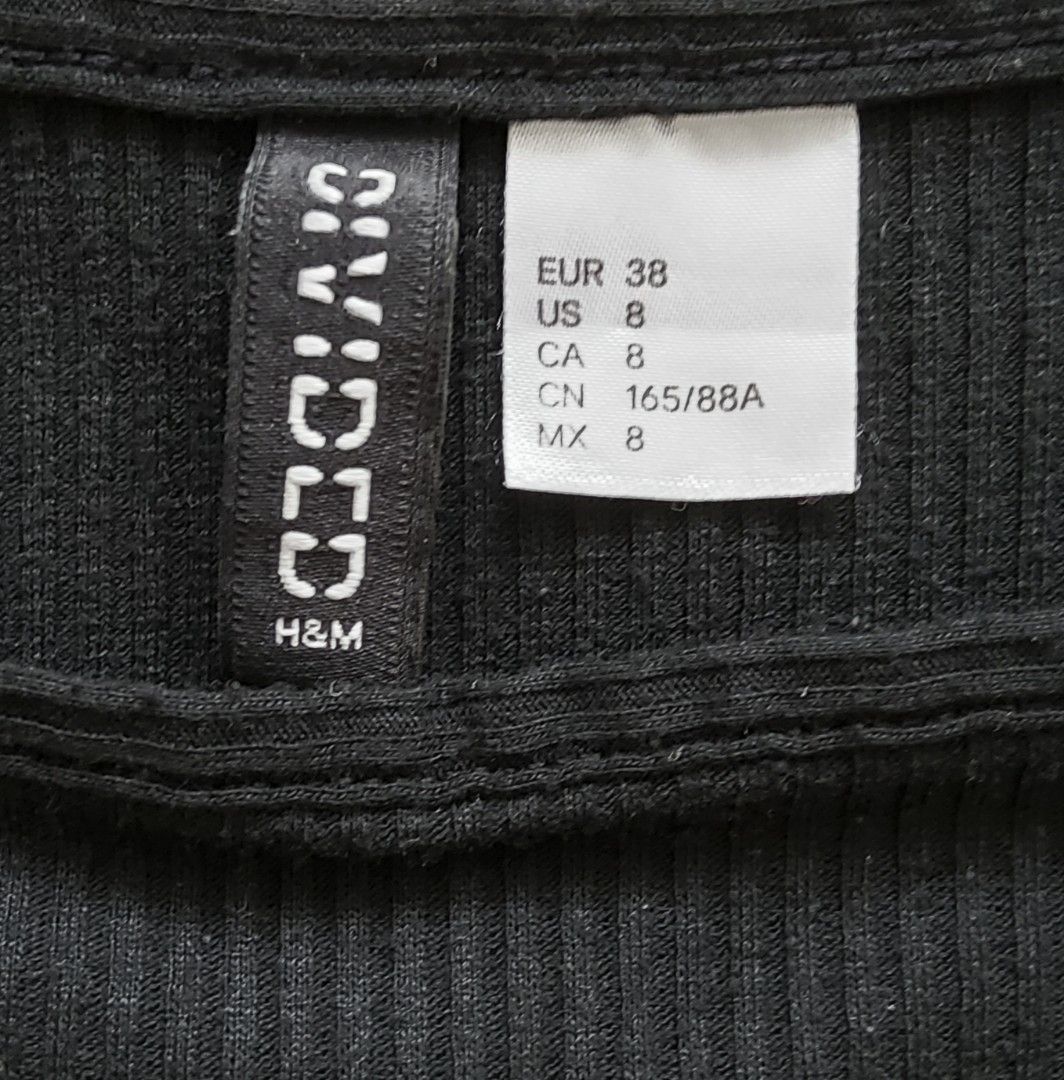 DIVIDED
H&M
EUR 38
US 8
CA 8
CN 165/88A
MX 8